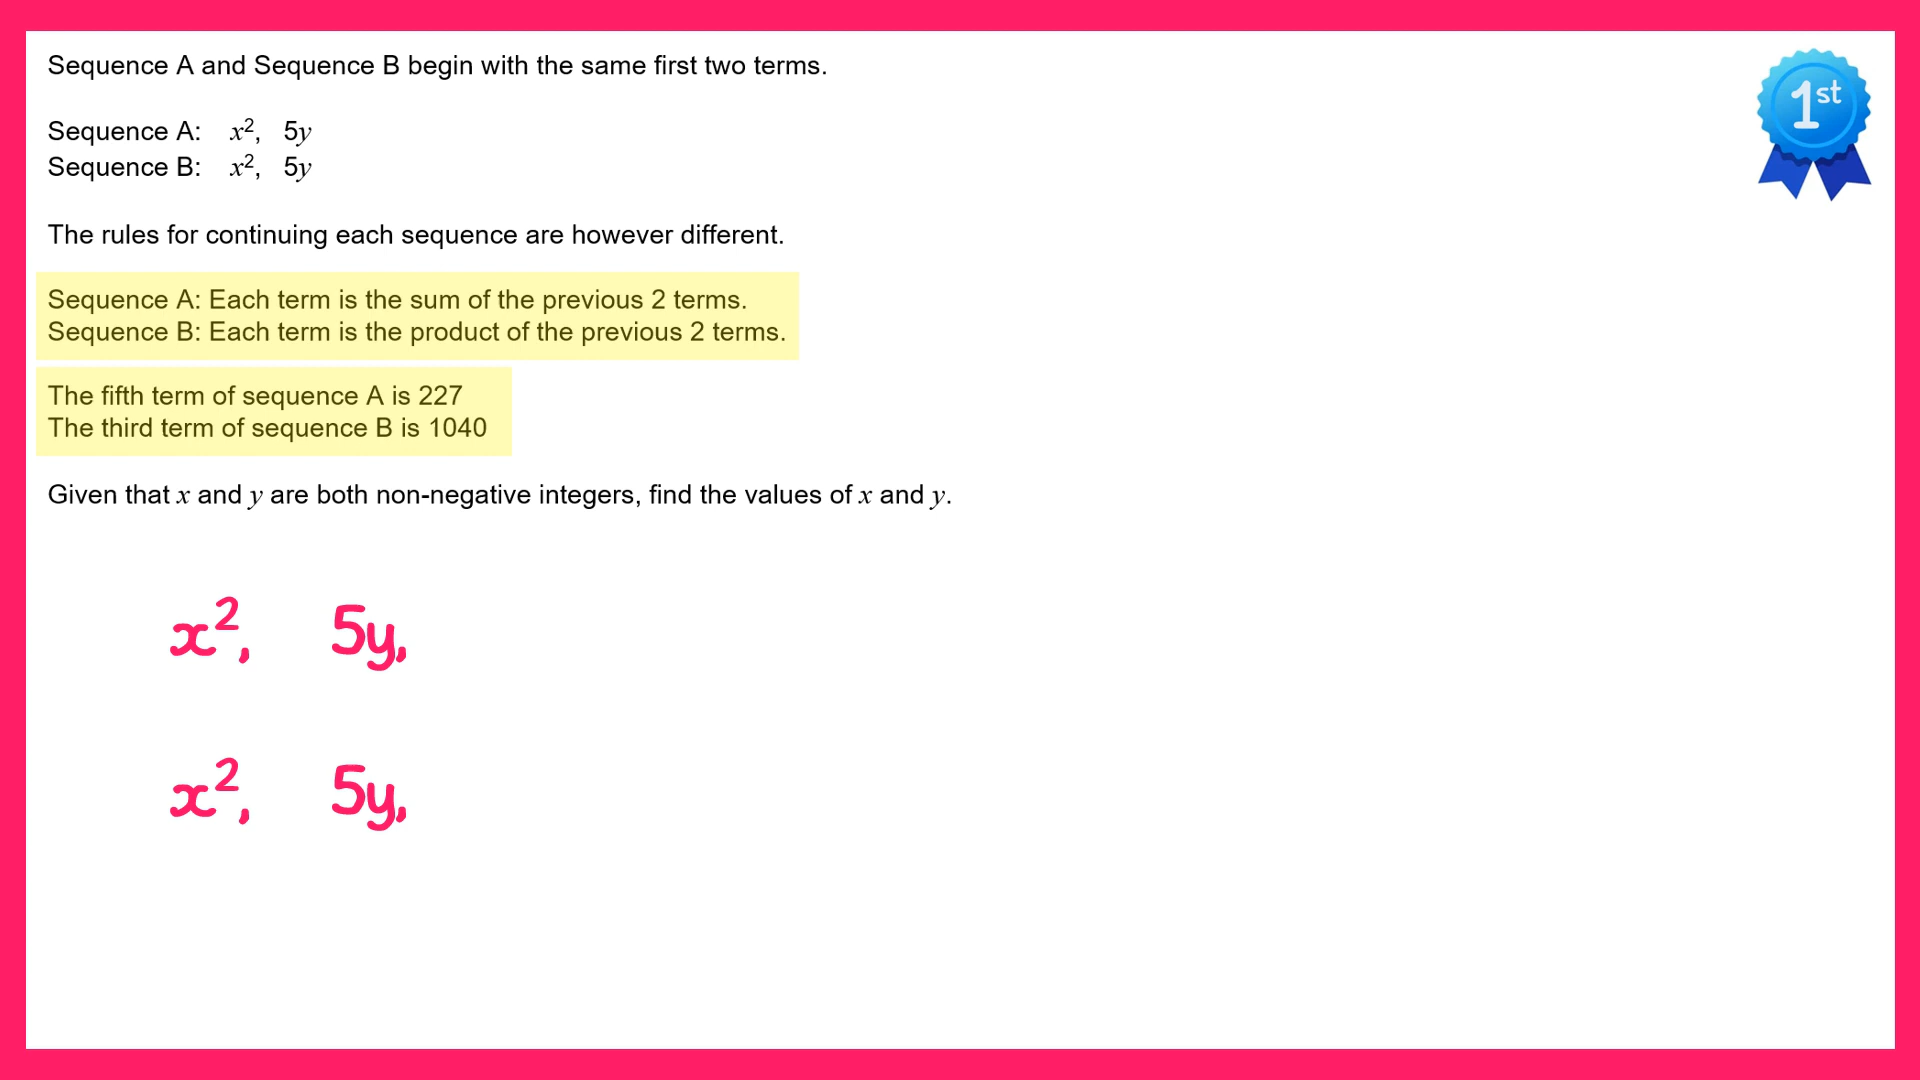 Sequence A and Sequence B begin with the same first two terms.
1st
Sequence A: x², 5y
Sequence B: x², 5y
The rules for continuing each sequence are however different.
Sequence A: Each term is the sum of the previous 2 terms.
Sequence B: Each term is the product of the previous 2 terms.
The fifth term of sequence A is 227
The third term of sequence B is 1040
Given that x and y are both non-negative integers, find the values of x and y.
x², 5y,
x², 5y,